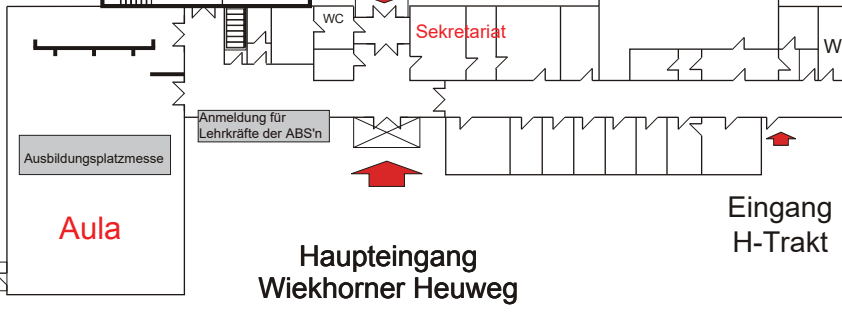 WC
Sekretariat
W
Anmeldung für
Lehrkräfte der ABS'n
Ausbildungsplatzmesse
Aula
Eingang
H-Trakt
Haupteingang
Wiekhorner Heuweg